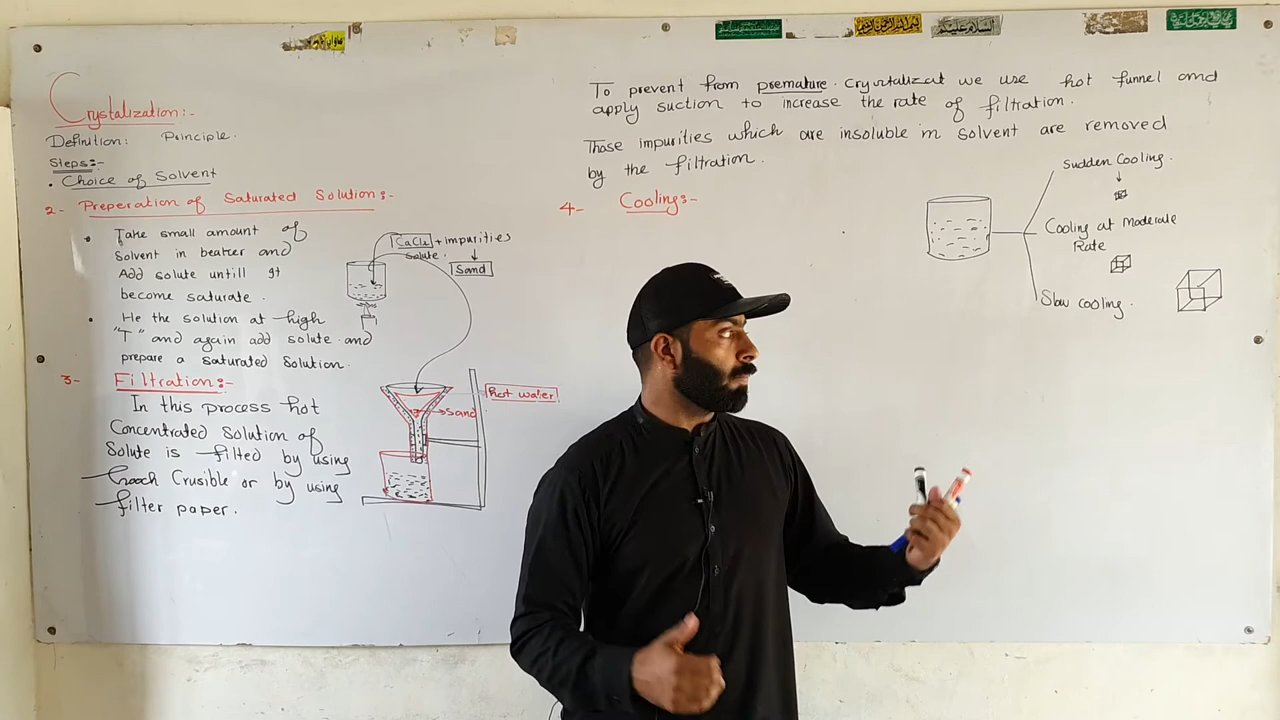 السلام علیکم
Crystalization:-
Definition: Principle.
Steps:-
• Choice of Solvent
2- Preperation of Saturated Solution:-
• Take small amount of
Solvent in beaker and
Add solute untill it
become saturate.
• He the solution at high
"T" and again add solute and
prepare a saturated Solution.
CaCl2 + impurities
Solute.
Sand
3- Filtration:-
In this process hot
Concentrated Solution of
Solute is filted by using
Gooch Crusible or by using
filter paper.
Hot water
Sand
To prevent from premature. Crystalizat we use hot funnel and
apply suction to increase the rate of filtration.
Those impurities which are insoluble in solvent are removed
by the filtration.
4- Cooling:-
Sudden Cooling.
Cooling at Moderate
Rate
Slow cooling.